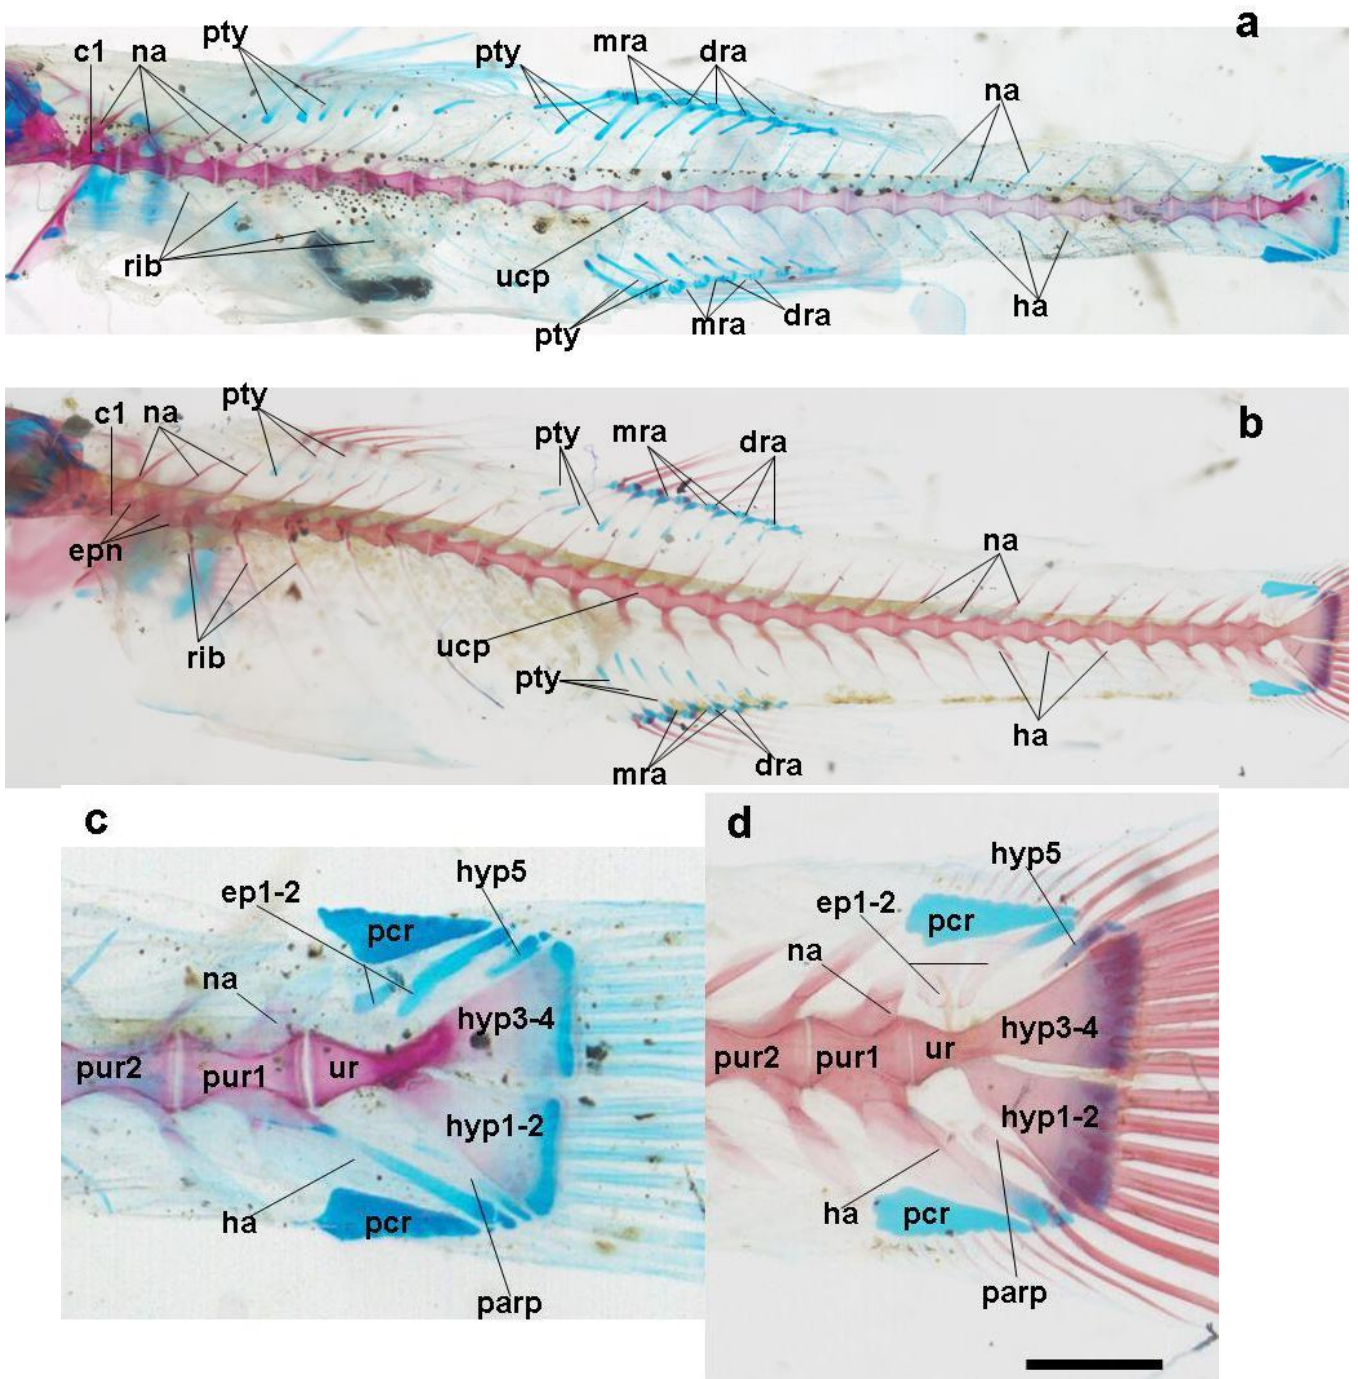 a
pty
c1
na
pty
mra
dra
na
rib
ucp
pty
mra
dra
ha
b
c1
na
pty
pty
mra
dra
epn
na
rib
ucp
pty
ha
mra
dra
c
ep1-2
hyp5
pcr
na
hyp3-4
pur2
pur1
ur
hyp1-2
ha
pcr
parp
d
hyp5
ep1-2
pcr
na
hyp3-4
pur2
pur1
ur
hyp1-2
ha
pcr
parp